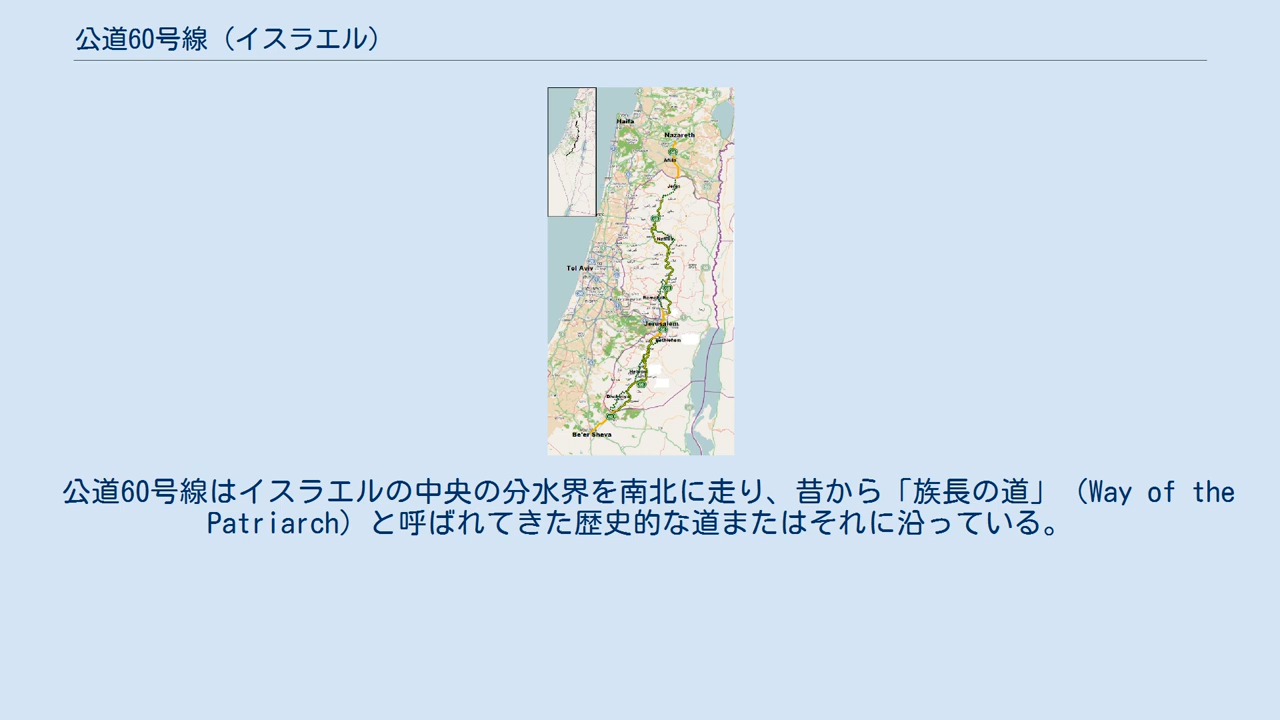 公道60号線（イスラエル）
Haifa
Nazareth
Afula
Jenin
Nablus
Tel Aviv
Ramallah
Jerusalem
Bethlehem
Hebron
Be'er Sheva
公道60号線はイスラエルの中央の分水界を南北に走り、昔から「族長の道」（Way of the
Patriarch）と呼ばれてきた歴史的な道またはそれに沿っている。